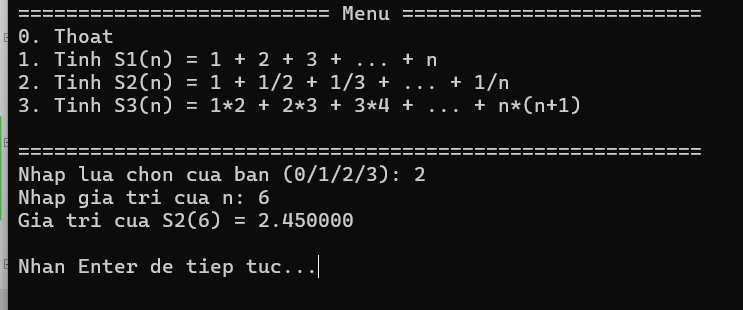 ========================== Menu =========================
0. Thoat
1. Tinh S1(n) = 1 + 2 + 3 + ... + n
2. Tinh S2(n) = 1 + 1/2 + 1/3 + ... + 1/n
3. Tinh S3(n) = 1*2 + 2*3 + 3*4 + ... + n*(n+1)
=========================================================
Nhap lua chon cua ban (0/1/2/3): 2
Nhap gia tri cua n: 6
Gia tri cua S2(6) = 2.450000
Nhan Enter de tiep tuc...